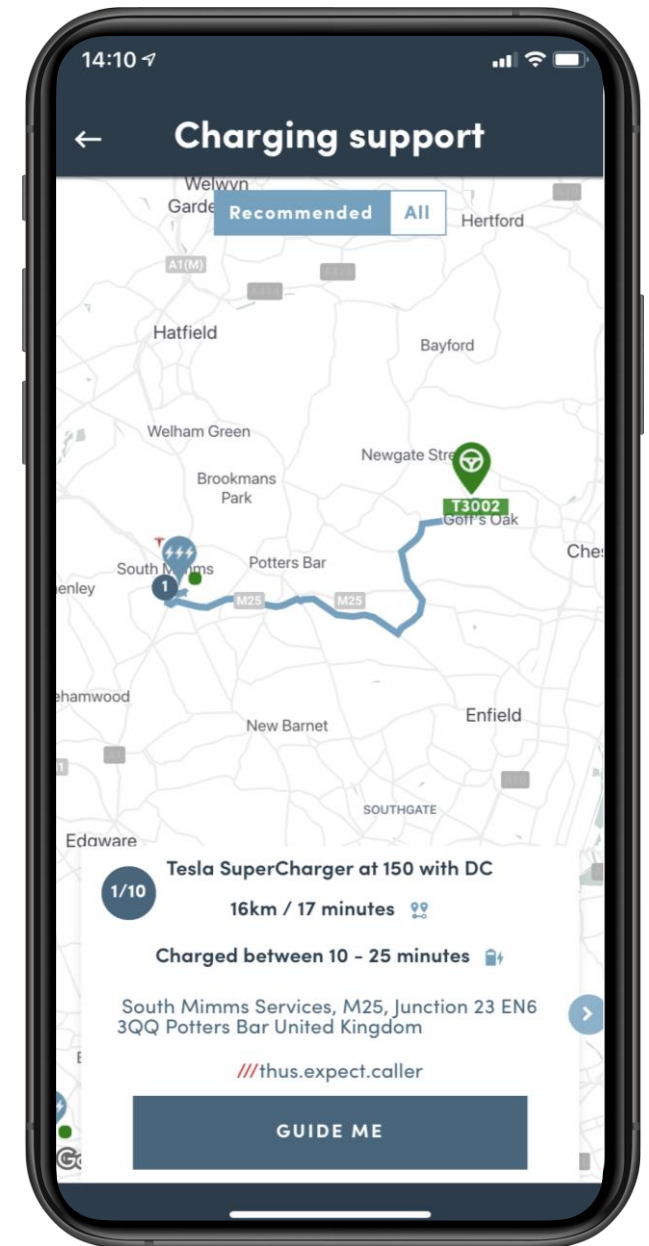 14:10
Charging support
Welwyn
Garde
Recommended All
Hertford
A1(M)
Hatfield
Bayford
Welham Green
Newgate Stre
Brookmans
Park
T3002
Goff's Oak
Ches
South M ms
Potters Bar
enley
1
M25
M25
ehamwood
Enfield
New Barnet
SOUTHGATE
Edgware
1/10
Tesla SuperCharger at 150 with DC
16km / 17 minutes
Charged between 10 - 25 minutes
South Mimms Services, M25, Junction 23 EN6
3QQ Potters Bar United Kingdom
///thus.expect.caller
GUIDE ME